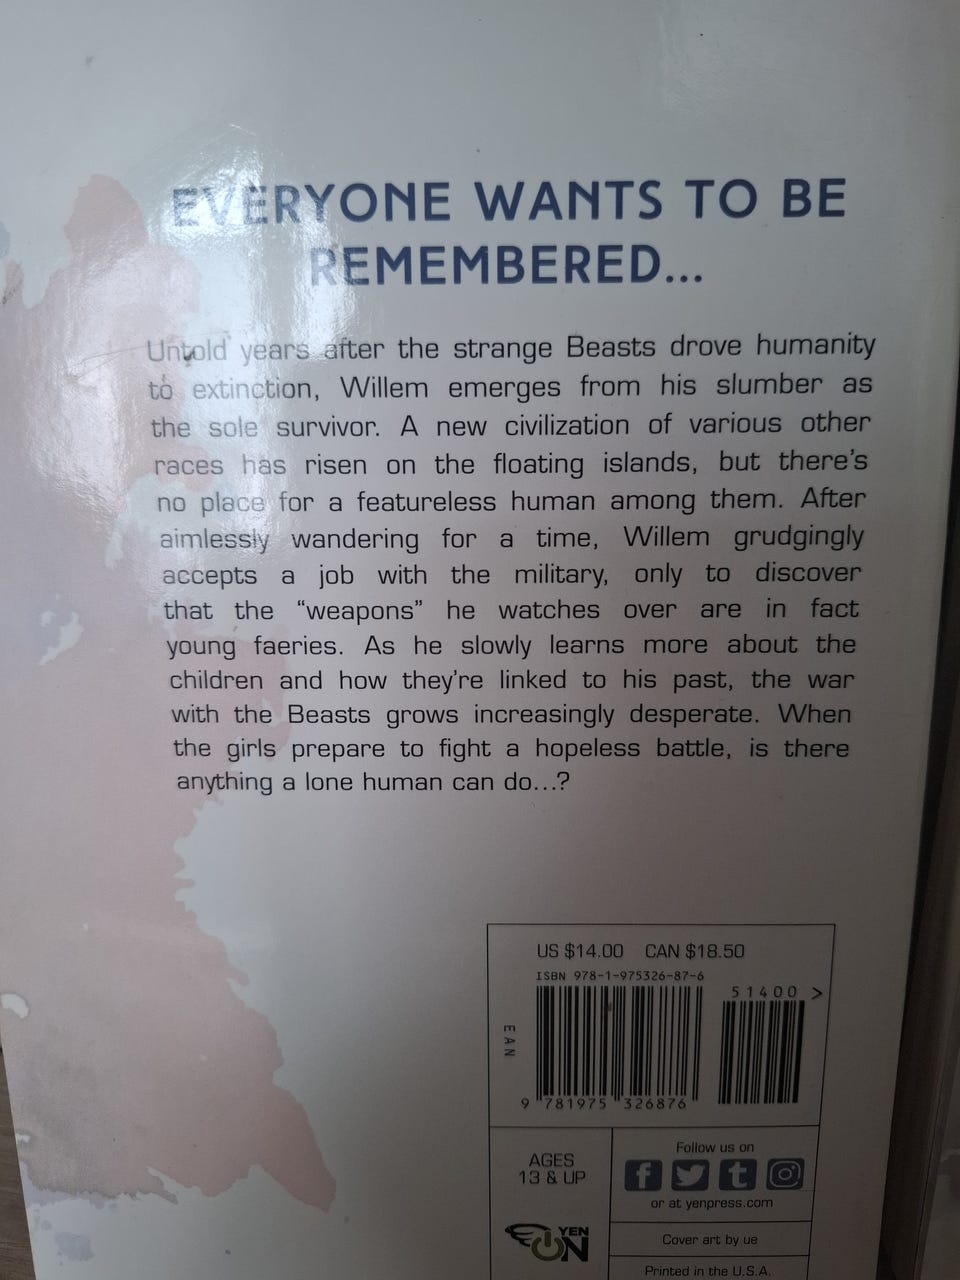 EVERYONE WANTS TO BE
REMEMBERED...
Untold years after the strange Beasts drove humanity
to extinction, Willem emerges from his slumber as
the sole survivor. A new civilization of various other
races has risen on the floating islands, but there's
no place for a featureless human among them. After
aimlessly wandering for a time, Willem grudgingly
accepts a job with the military, only to discover
that the “weapons” he watches over are in fact
young faeries. As he slowly learns more about the
children and how they're linked to his past, the war
with the Beasts grows increasingly desperate. When
the girls prepare to fight a hopeless battle, is there
anything a lone human can do...?
US $14.00 CAN $18.50
ISBN 978-1-975326-87-6
51400 >
EAN
9 781975 326876
AGES
13 & UP
YEN
ON
Follow us on
or at yenpress.com
Cover art by ue
Printed in the U.S.A.